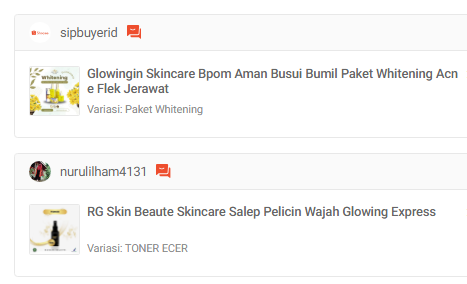 sipbuyerid
Glowingin Skincare Bpom Aman Busui Bumil Paket Whitening Acn
e Flek Jerawat
Whitening
Variasi: Paket Whitening
nurulilham4131
RG Skin Beaute Skincare Salep Pelicin Wajah Glowing Express
Variasi: TONER ECER